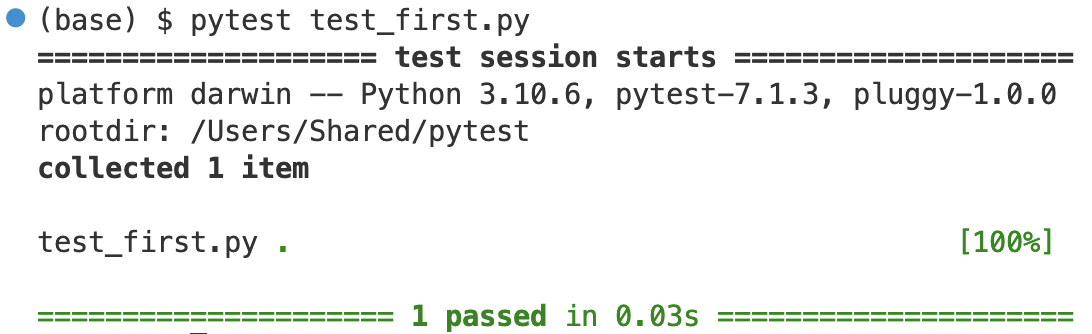 (base) $ pytest test_first.py
==================== test session starts ====================
platform darwin -- Python 3.10.6, pytest-7.1.3, pluggy-1.0.0
rootdir: /Users/Shared/pytest
collected 1 item
test_first.py . [100%]
===================== 1 passed in 0.03s =====================